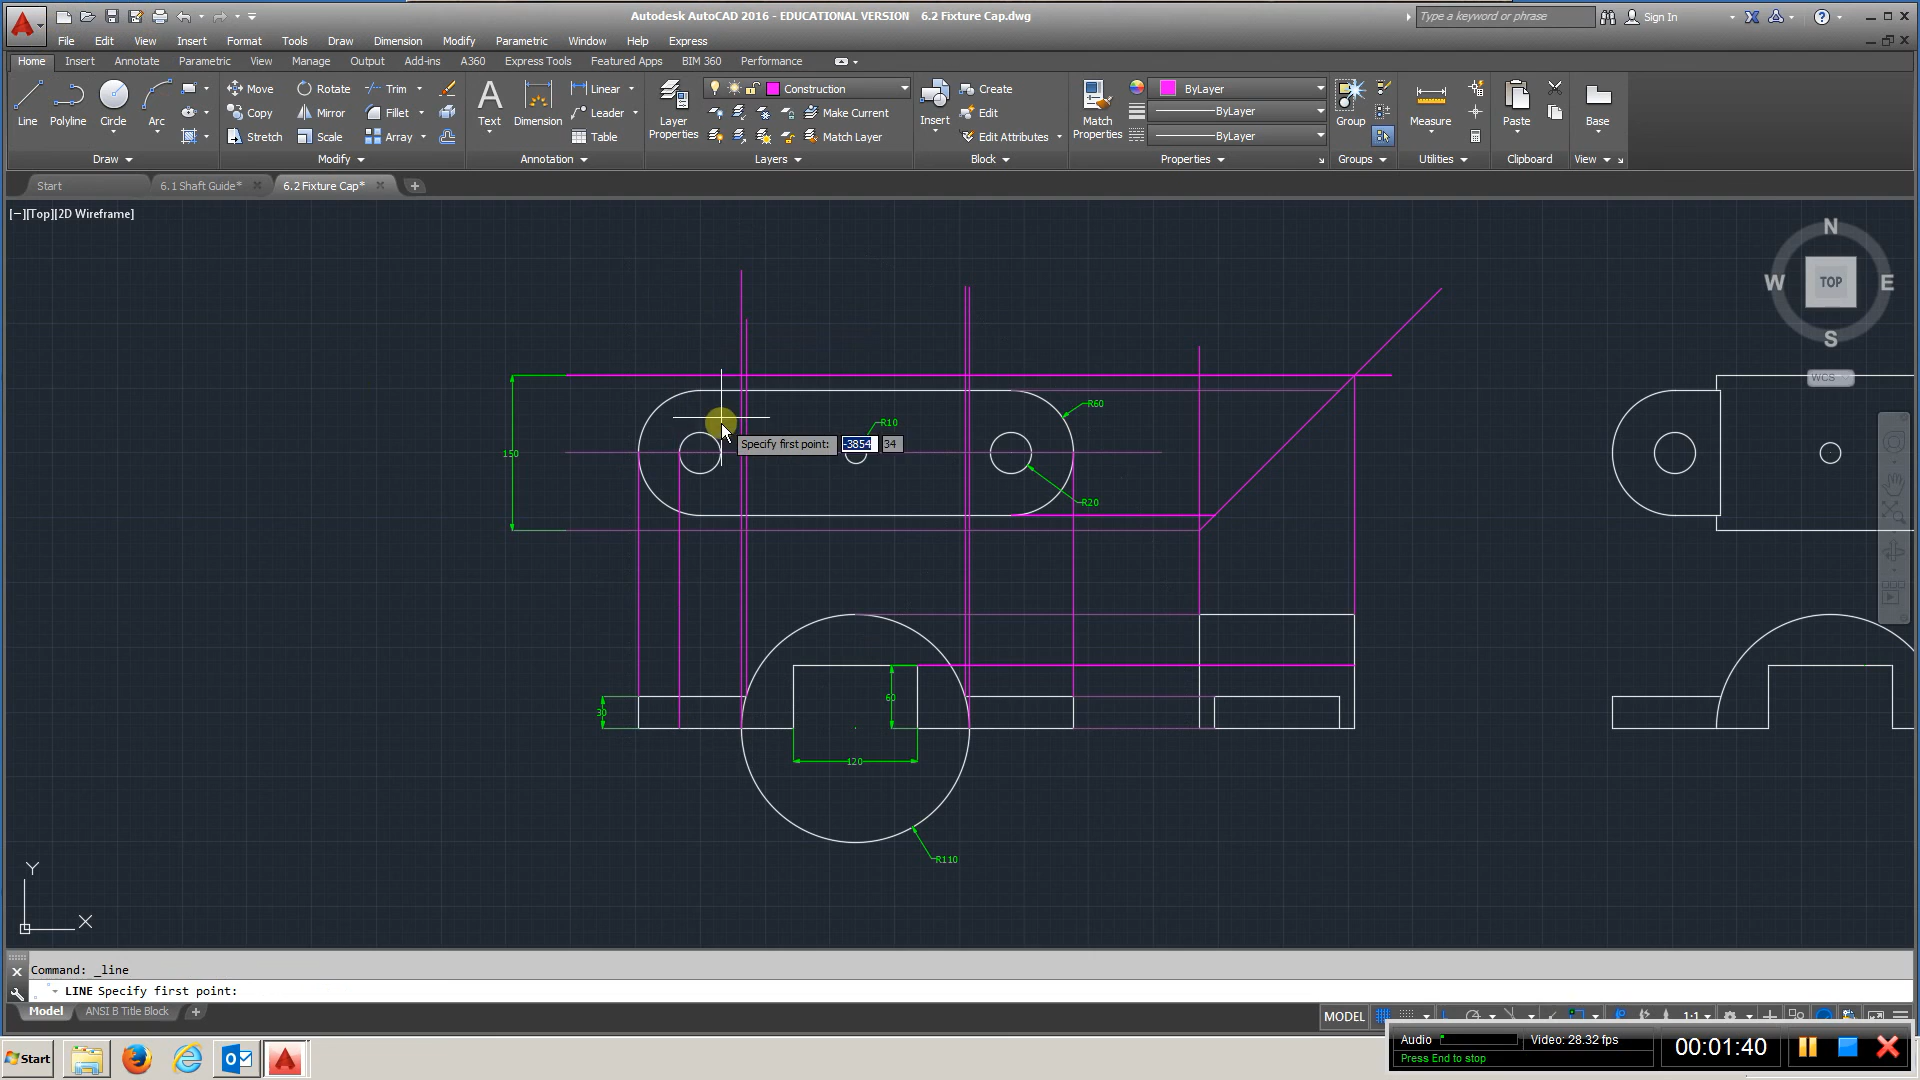 Autodesk AutoCAD 2016 - EDUCATIONAL VERSION 6.2 Fixture Cap.dwg
Type a keyword or phrase
Sign In
File Edit View Insert Format Tools Draw Dimension Modify Parametric Window Help Express
Home Insert Annotate Parametric View Manage Output Add-ins A360 Express Tools Featured Apps BIM 360 Performance
Line Polyline Circle Arc
Move Rotate Trim
Copy Mirror Fillet
Stretch Scale Array
Text Dimension
Linear
Leader
Table
Layer Properties
Construction
Make Current
Match Layer
Insert
Create
Edit
Edit Attributes
Match Properties
ByLayer
ByLayer
ByLayer
Group
Measure
Paste
Base
Draw Modify Annotation Layers Block Properties Groups Utilities Clipboard View
Start 6.1 Shaft Guide* 6.2 Fixture Cap*
[−][Top][2D Wireframe]
N
W TOP E
S
WCS
R60
R10
Specify first point: -3854 34
150
R20
30
60
120
R110
Y
X
Command: _line
LINE Specify first point:
Model ANSI B Title Block
MODEL
1:1
Start
Audio
Video: 28.32 fps
Press End to stop
00:01:40